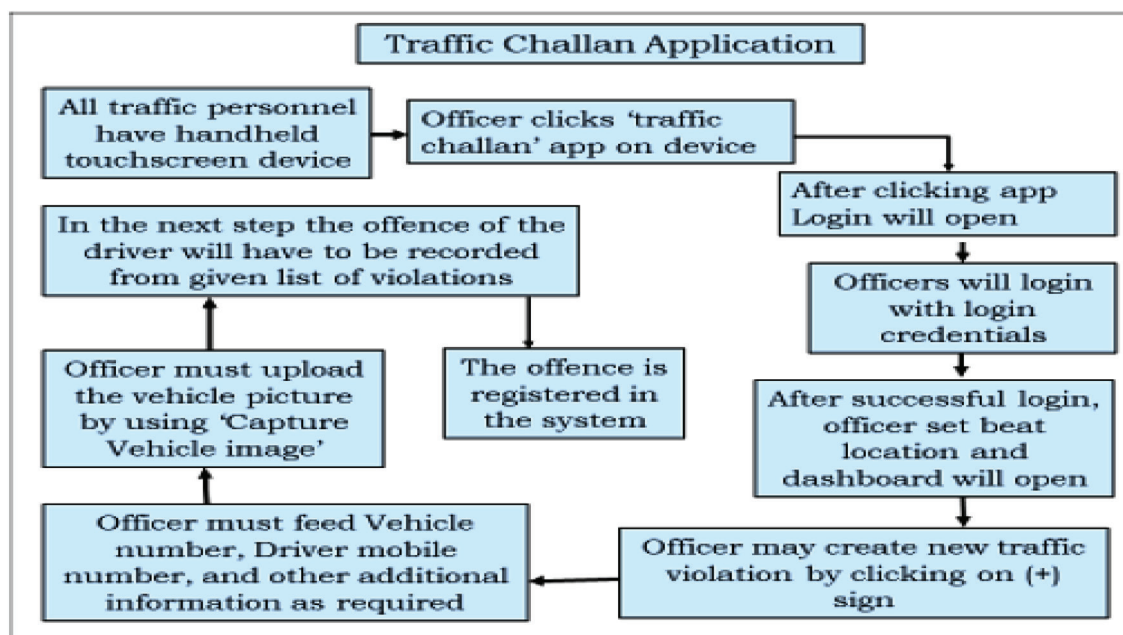 Traffic Challan Application
All traffic personnel
have handheld
touchscreen device
Officer clicks ‘traffic
challan’ app on device
After clicking app
Login will open
Officers will login
with login
credentials
After successful login,
officer set beat
location and
dashboard will open
Officer may create new traffic
violation by clicking on (+)
sign
Officer must feed Vehicle
number, Driver mobile
number, and other additional
information as required
Officer must upload
the vehicle picture
by using ‘Capture
Vehicle image’
In the next step the offence of the
driver will have to be recorded
from given list of violations
The offence is
registered in
the system